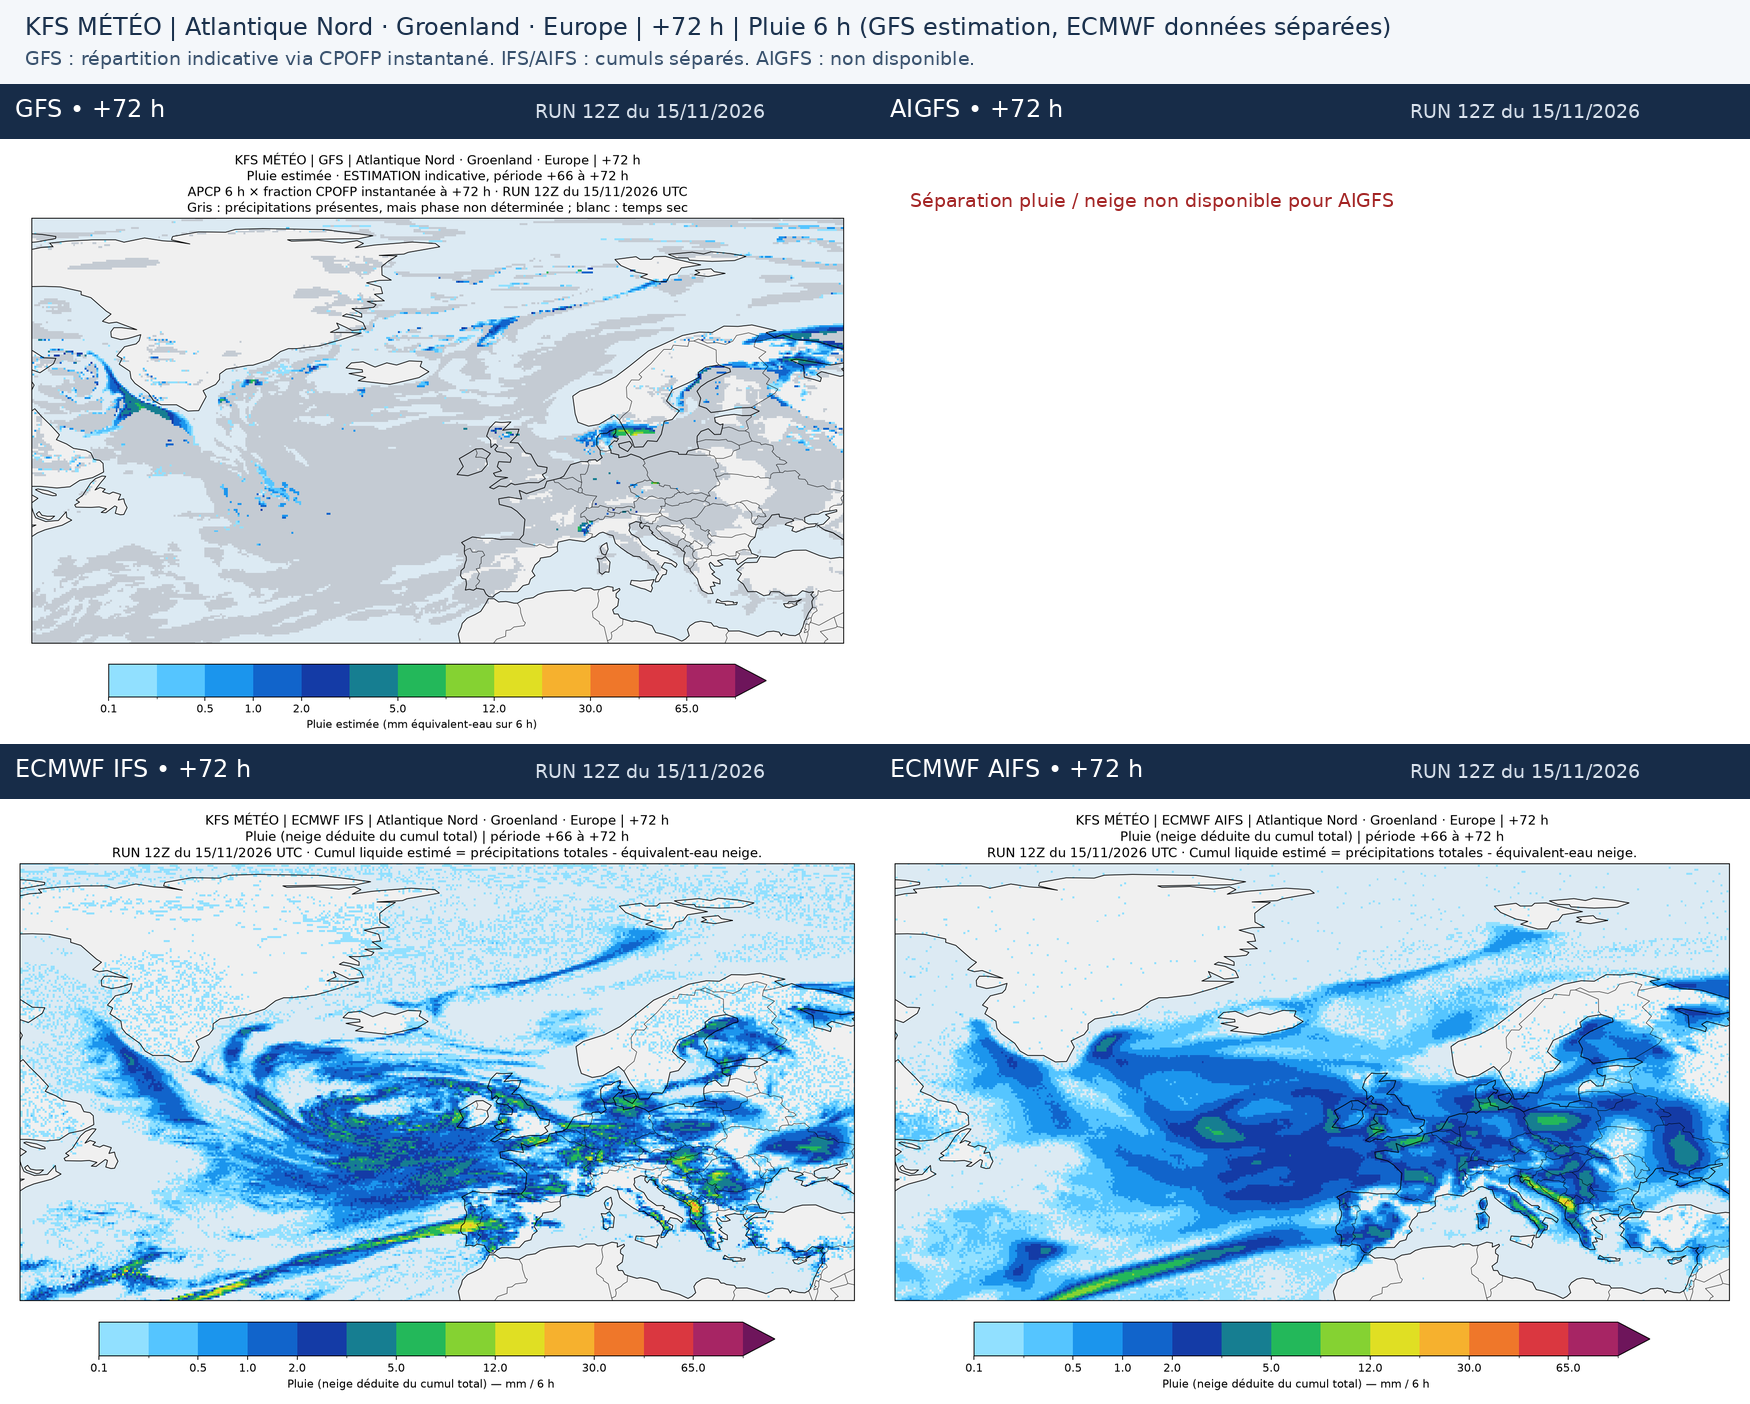 KFS MÉTÉO | Atlantique Nord · Groenland · Europe | +72 h | Pluie 6 h (GFS estimation, ECMWF données séparées)
GFS : répartition indicative via CPOFP instantané. IFS/AIFS : cumuls séparés. AIGFS : non disponible.
GFS • +72 h
RUN 12Z du 15/11/2026
AIGFS • +72 h
RUN 12Z du 15/11/2026
KFS MÉTÉO | GFS | Atlantique Nord · Groenland · Europe | +72 h
Pluie estimée · ESTIMATION indicative, période +66 à +72 h
APCP 6 h × fraction CPOFP instantanée à +72 h · RUN 12Z du 15/11/2026 UTC
Gris : précipitations présentes, mais phase non déterminée ; blanc : temps sec
Séparation pluie / neige non disponible pour AIGFS
0.1 0.5 1.0 2.0 5.0 12.0 30.0 65.0
Pluie estimée (mm équivalent-eau sur 6 h)
ECMWF IFS • +72 h
RUN 12Z du 15/11/2026
ECMWF AIFS • +72 h
RUN 12Z du 15/11/2026
KFS MÉTÉO | ECMWF IFS | Atlantique Nord · Groenland · Europe | +72 h
Pluie (neige déduite du cumul total) | période +66 à +72 h
RUN 12Z du 15/11/2026 UTC · Cumul liquide estimé = précipitations totales - équivalent-eau neige.
0.1 0.5 1.0 2.0 5.0 12.0 30.0 65.0
Pluie (neige déduite du cumul total) — mm / 6 h
KFS MÉTÉO | ECMWF AIFS | Atlantique Nord · Groenland · Europe | +72 h
Pluie (neige déduite du cumul total) | période +66 à +72 h
RUN 12Z du 15/11/2026 UTC · Cumul liquide estimé = précipitations totales - équivalent-eau neige.
0.1 0.5 1.0 2.0 5.0 12.0 30.0 65.0
Pluie (neige déduite du cumul total) — mm / 6 h